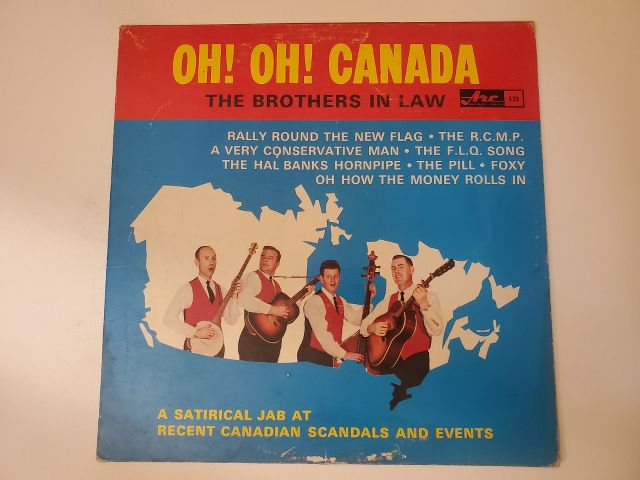 OH! OH! CANADA
THE BROTHERS IN LAW Arc
RALLY ROUND THE NEW FLAG • THE R.C.M.P.
A VERY CONSERVATIVE MAN • THE F.L.Q. SONG
THE HAL BANKS HORNPIPE • THE PILL • FOXY
OH HOW THE MONEY ROLLS IN
A SATIRICAL JAB AT
RECENT CANADIAN SCANDALS AND EVENTS